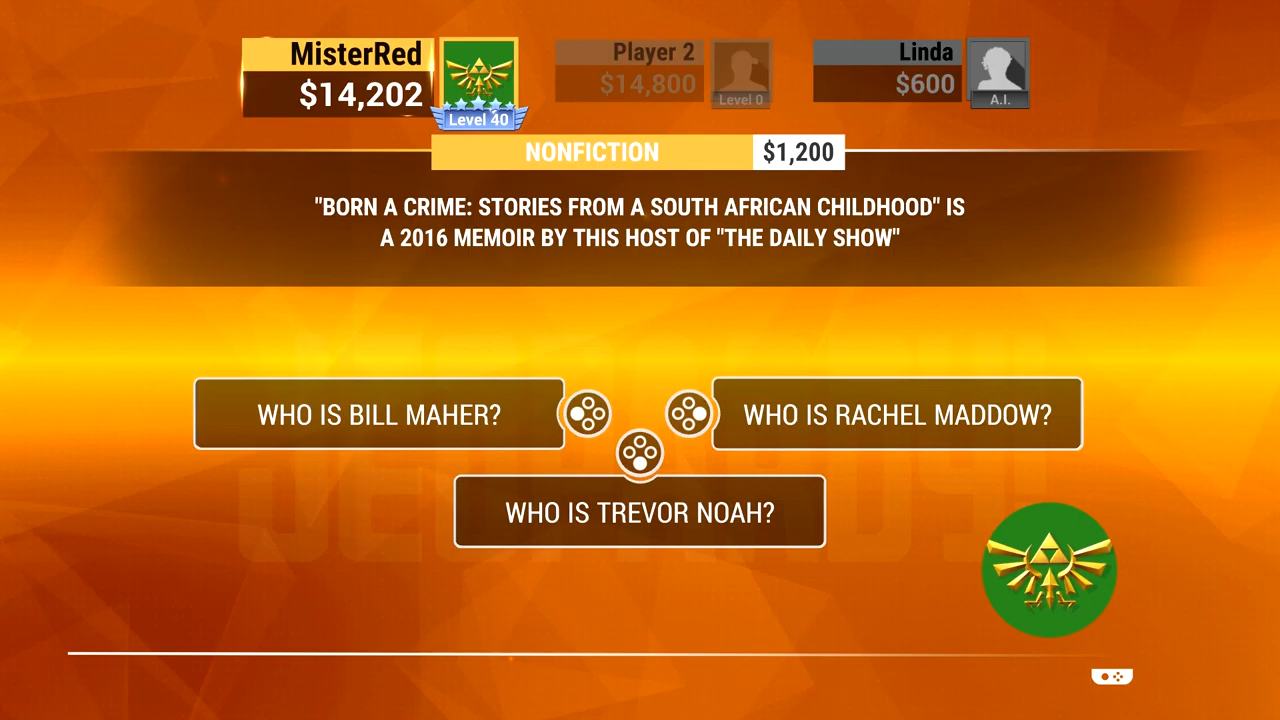 MisterRed
$14,202
Level 40
Player 2
$14,800
Level 0
Linda
$600
A.I.
NONFICTION
$1,200
"BORN A CRIME: STORIES FROM A SOUTH AFRICAN CHILDHOOD" IS
A 2016 MEMOIR BY THIS HOST OF "THE DAILY SHOW"
JEOPARDY!
WHO IS BILL MAHER?
WHO IS RACHEL MADDOW?
WHO IS TREVOR NOAH?